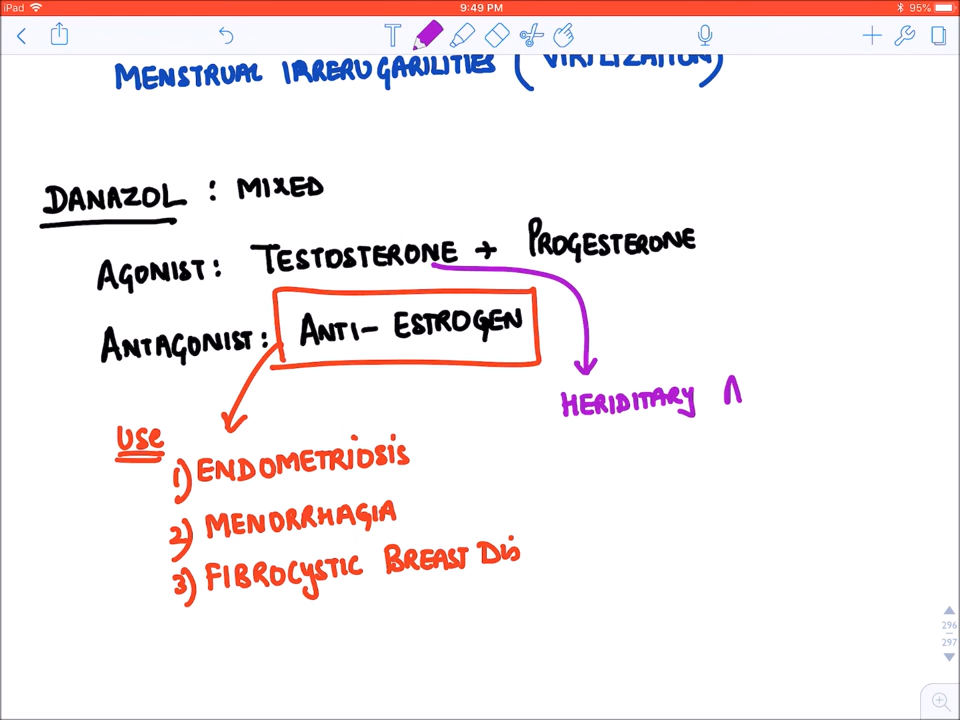 iPad 9:49 PM 95%
T
MENSTRUAL IRRERUGARILITIES (VIRILIZATION)
DANAZOL : MIXED
AGONIST : TESTOSTERONE + PROGESTERONE
ANTAGONIST : ANTI- ESTROGEN
HERIDITARY A
USE
1) ENDOMETRIOSIS
2) MENORRHAGIA
3) FIBROCYSTIC BREAST DIS
296
297